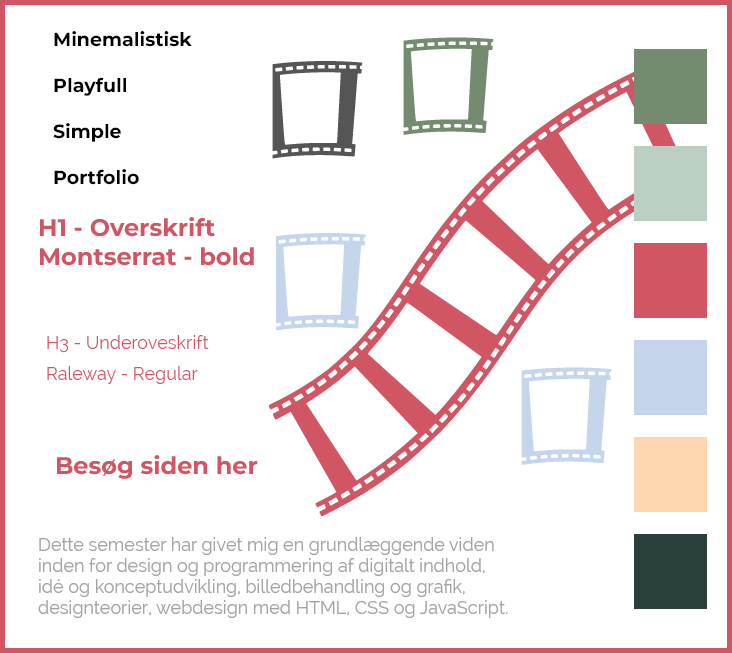 Minemalistisk
Playfull
Simple
Portfolio
H1 - Overskrift
Montserrat - bold
H3 - Underoveskrift
Raleway - Regular
Besøg siden her
Dette semester har givet mig en grundlæggende viden
inden for design og programmering af digitalt indhold,
idé og konceptudvikling, billedbehandling og grafik,
designteorier, webdesign med HTML, CSS og JavaScript.